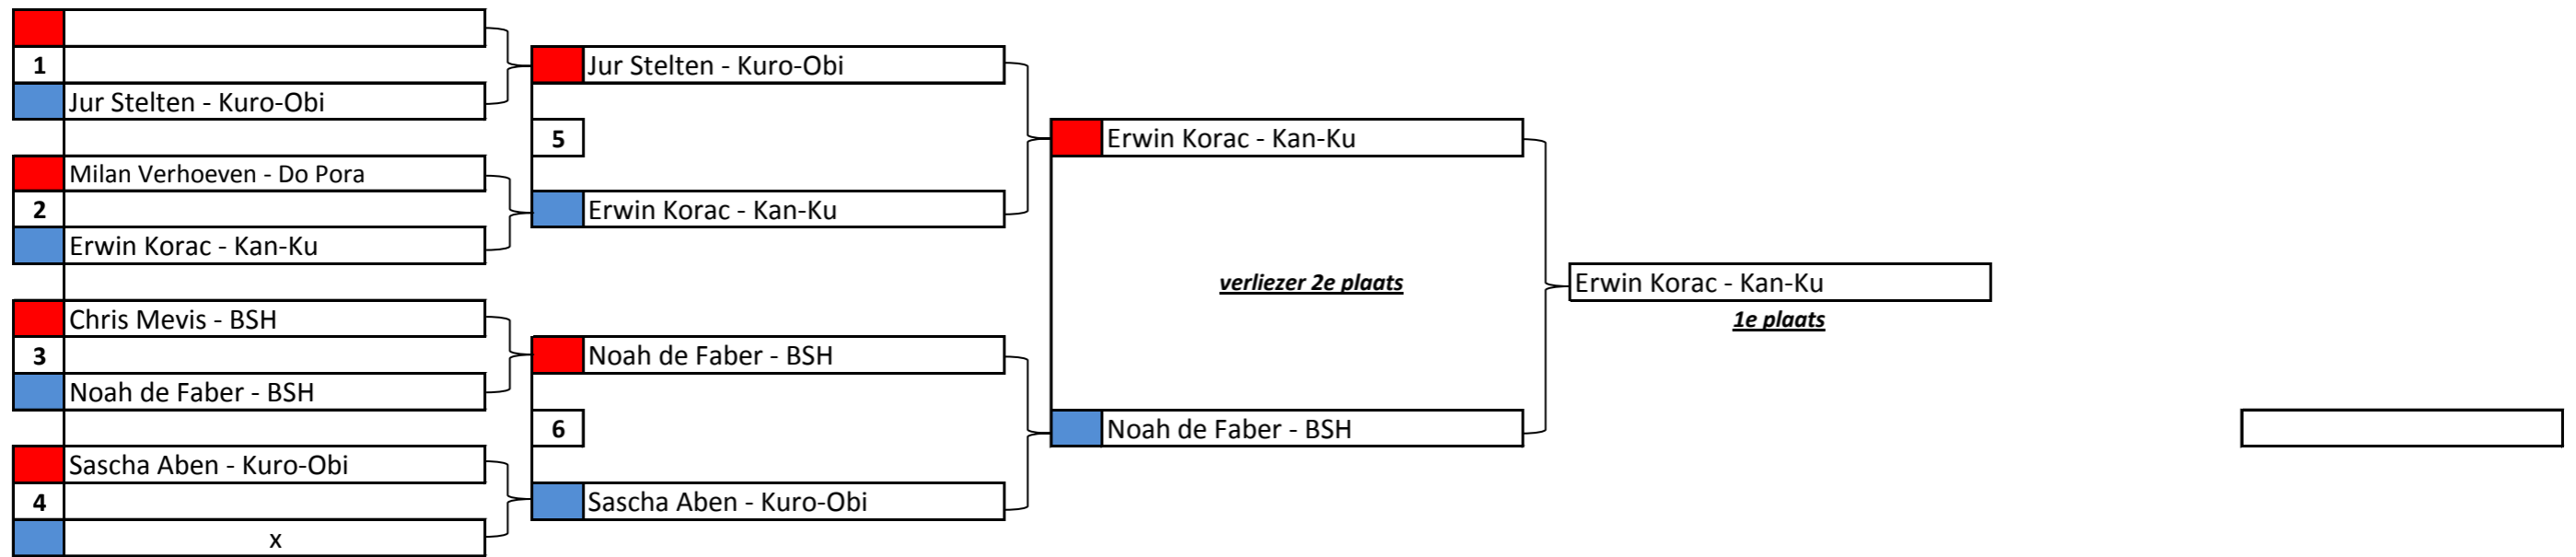 1
Jur Stelten - Kuro-Obi
Milan Verhoeven - Do Pora
2
Erwin Korac - Kan-Ku
Chris Mevis - BSH
3
Noah de Faber - BSH
Sascha Aben - Kuro-Obi
4
x
Jur Stelten - Kuro-Obi
5
Erwin Korac - Kan-Ku
Noah de Faber - BSH
6
Sascha Aben - Kuro-Obi
Erwin Korac - Kan-Ku
verliezer 2e plaats
Noah de Faber - BSH
Erwin Korac - Kan-Ku
1e plaats